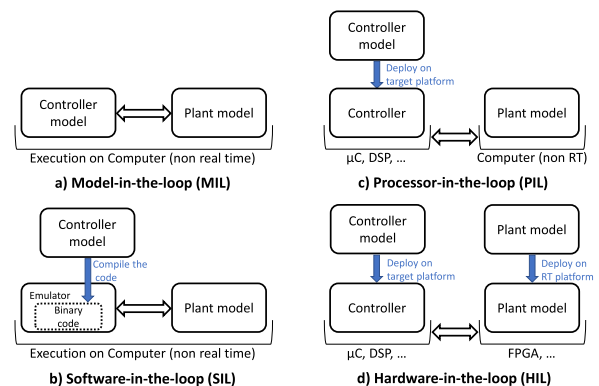 Controller
model
Plant model
Execution on Computer (non real time)
a) Model-in-the-loop (MIL)
Controller
model
Compile the
code
Emulator
Binary
code
Plant model
Execution on Computer (non real time)
b) Software-in-the-loop (SIL)
Controller
model
Deploy on
target platform
Controller
Plant model
µC, DSP, ...
Computer (non RT)
c) Processor-in-the-loop (PIL)
Controller
model
Plant model
Deploy on
target platform
Deploy on
RT platform
Controller
Plant model
µC, DSP, ...
FPGA, ...
d) Hardware-in-the-loop (HIL)